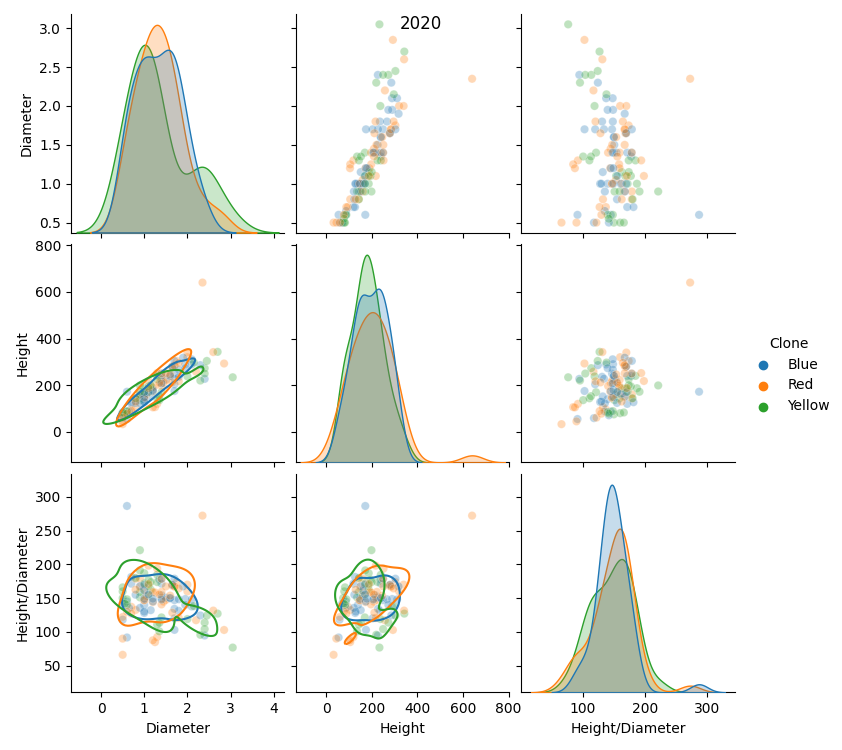 2020
3.0
2.5
2.0
1.5
1.0
0.5
Diameter
800
600
400
200
0
Height
Clone
Blue
Red
Yellow
300
250
200
150
100
50
Height/Diameter
0 1 2 3 4
Diameter
0 200 400 600 800
Height
100 200 300
Height/Diameter